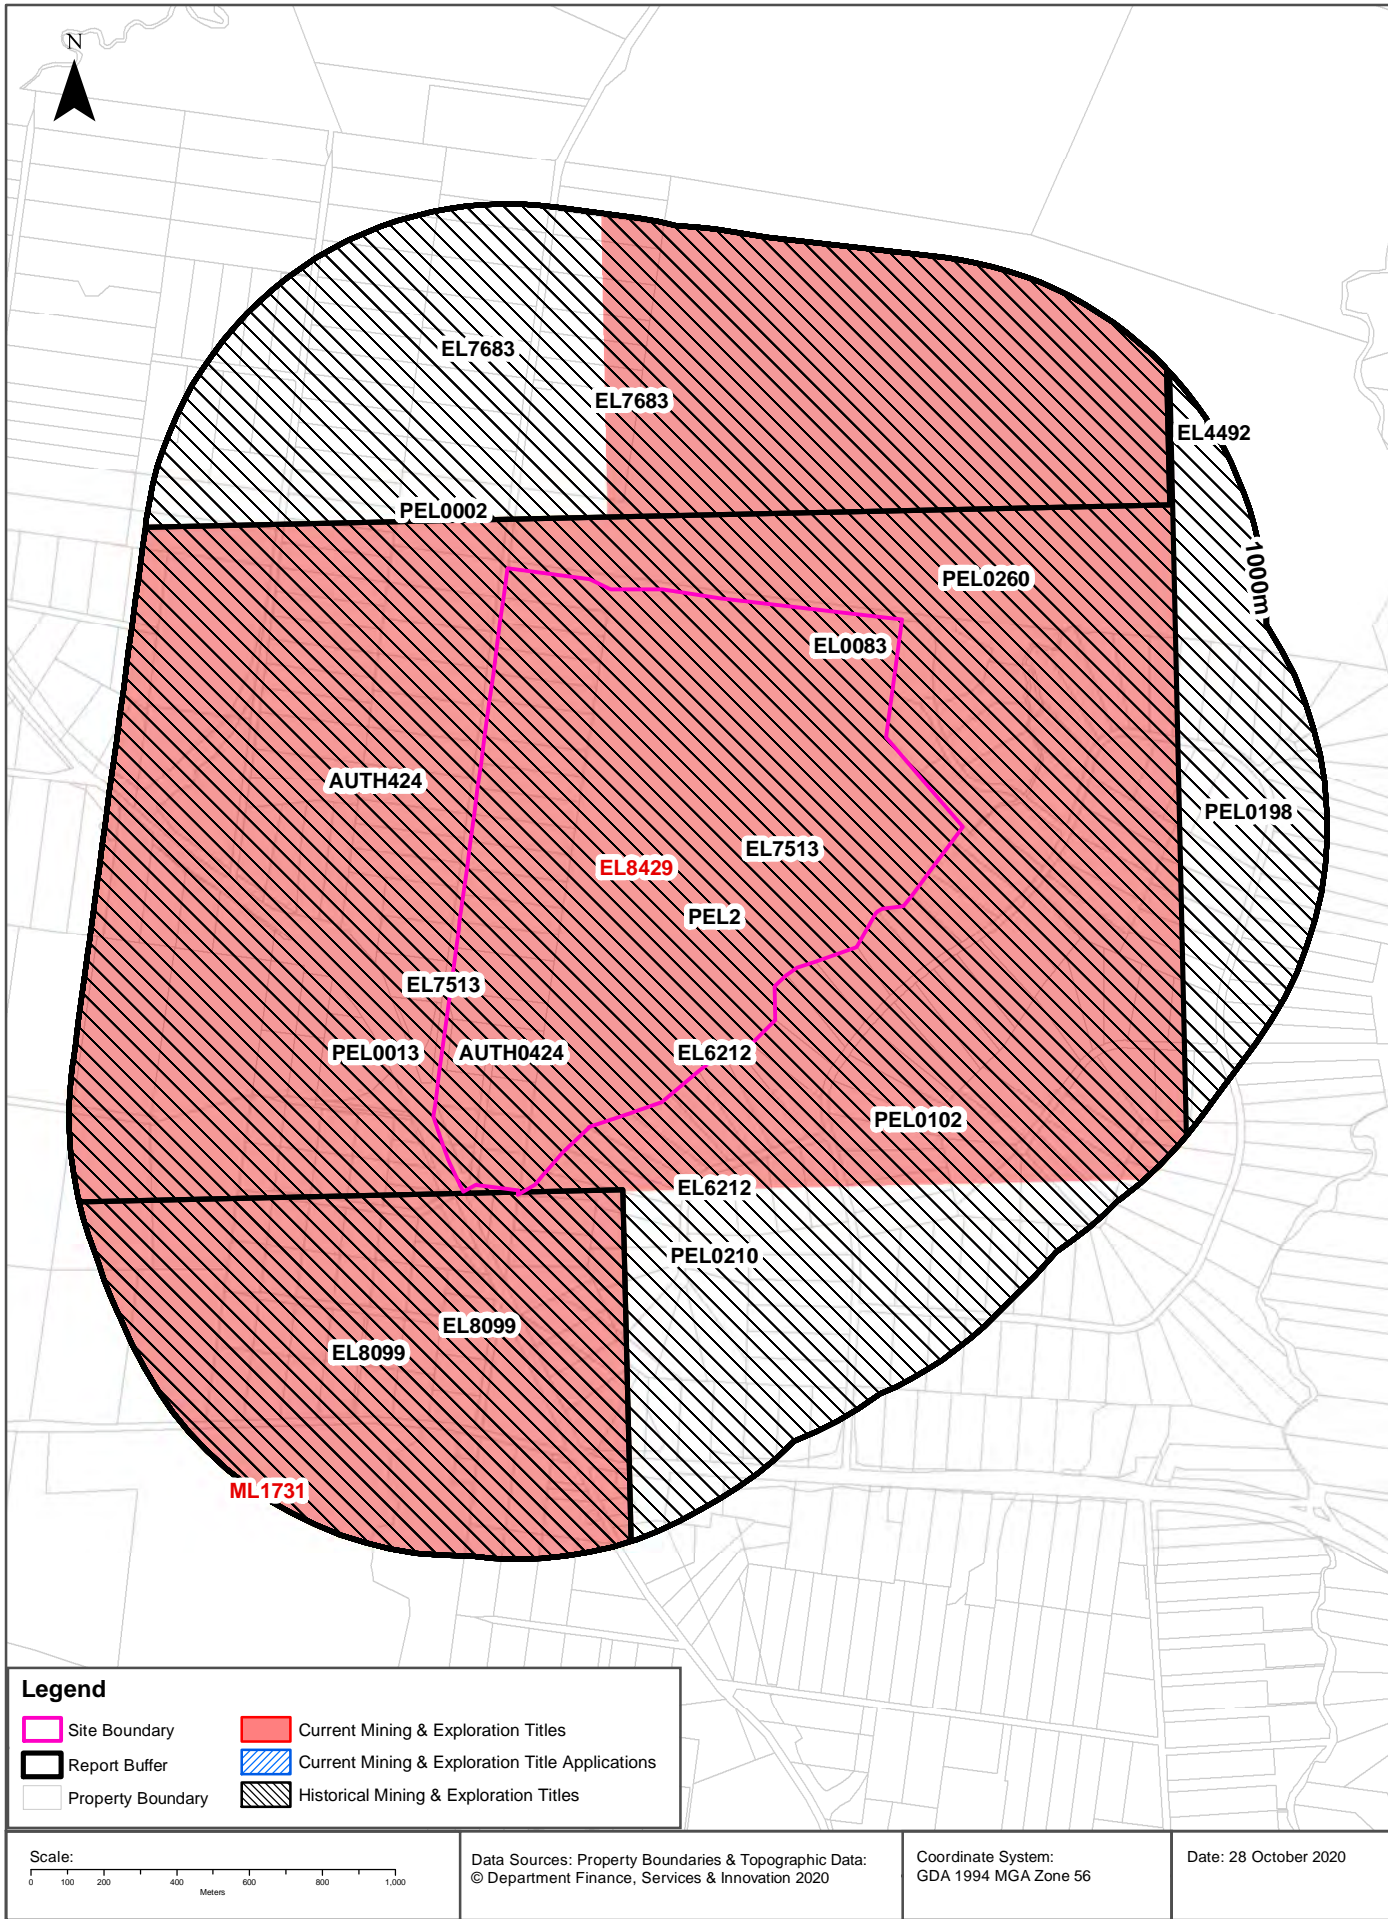 N
EL7683
EL7683
EL4492
PEL0002
1000m
PEL0260
EL0083
AUTH424
PEL0198
EL7513
EL8429
PEL2
EL7513
PEL0013
AUTH0424
EL6212
PEL0102
EL6212
PEL0210
EL8099
EL8099
ML1731
Legend
Site Boundary
Report Buffer
Property Boundary
Current Mining & Exploration Titles
Current Mining & Exploration Title Applications
Historical Mining & Exploration Titles
Scale:
0 100 200 400 600 800 1,000
Meters
Data Sources: Property Boundaries & Topographic Data:
© Department Finance, Services & Innovation 2020
Coordinate System:
GDA 1994 MGA Zone 56
Date: 28 October 2020